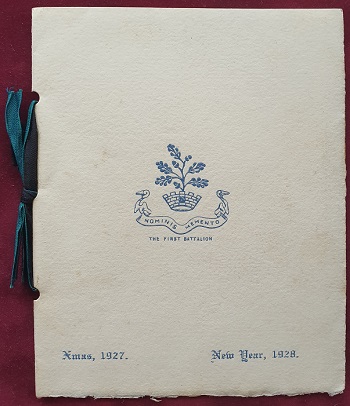 NOMINIS MEMENTO
THE FIRST BATTALION
Xmas, 1927. New Year, 1928.